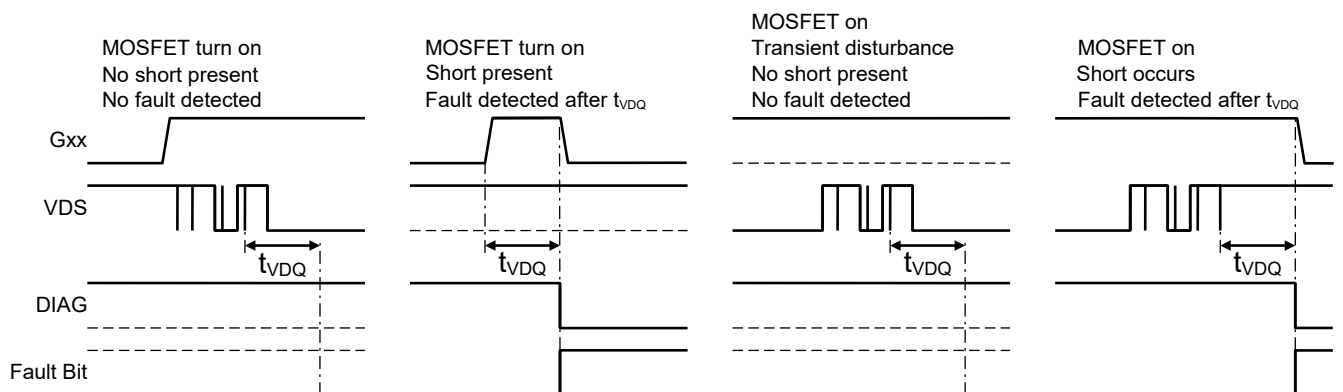 MOSFET turn on
No short present
No fault detected
MOSFET turn on
Short present
Fault detected after tVDQ
MOSFET on
Transient disturbance
No short present
No fault detected
MOSFET on
Short occurs
Fault detected after tVDQ
Gxx
VDS
tVDQ
tVDQ
tVDQ
tVDQ
DIAG
Fault Bit